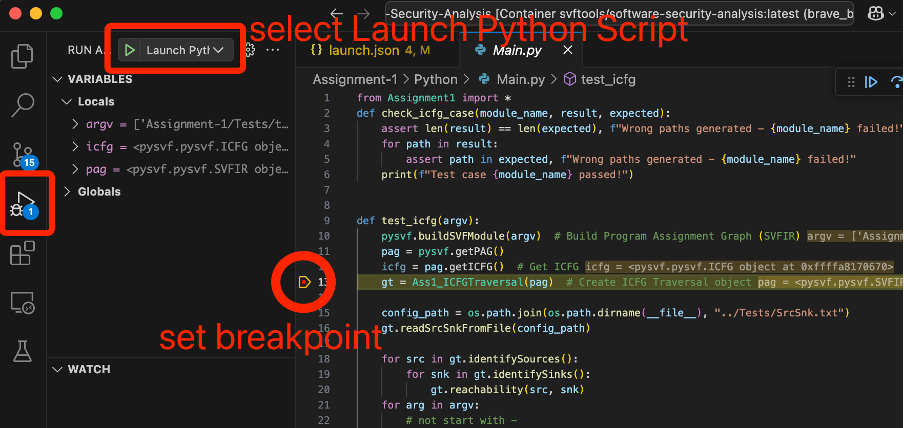 -Security-Analysis [Container svftools/software-security-analysis:latest (brave_b
select Launch Python Script
RUN A...
Launch Pytl
launch.json 4, M
Main.py
Assignment-1 > Python > Main.py > test_icfg
VARIABLES
Locals
argv = ['Assignment-1/Tests/t...
icfg = <pysvf.pysvf.ICFG obje...
pag = <pysvf.pysvf.SVFIR obje...
Globals
15
1
1 from Assignment1 import *
2 def check_icfg_case(module_name, result, expected):
3 assert len(result) == len(expected), f"Wrong paths generated - {module_name} failed!"
4 for path in result:
5 assert path in expected, f"Wrong paths generated - {module_name} failed!"
6 print(f"Test case {module_name} passed!")
7
8
9 def test_icfg(argv):
10 pysvf.buildSVFModule(argv) # Build Program Assignment Graph (SVFIR) argv = ['Assignm
11 pag = pysvf.getPAG()
icfg = pag.getICFG() # Get ICFG icfg = <pysvf.pysvf.ICFG object at 0xffffa8170670>
13 gt = Ass1_ICFGTraversal(pag) # Create ICFG Traversal object pag = <pysvf.pysvf.SVFIR
15 config_path = os.path.join(os.path.dirname(__file__), "../Tests/SrcSnk.txt")
16 gt.readSrcSnkFromFile(config_path)
set breakpoint
18 for src in gt.identifySources():
19 for snk in gt.identifySinks():
20 gt.reachability(src, snk)
21 for arg in argv:
22 # not start with -
WATCH